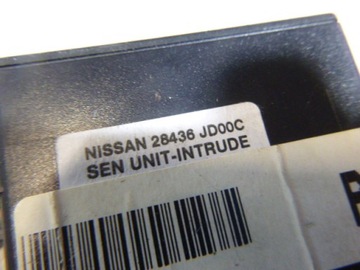 NISSAN 28436 JD00C
SEN UNIT-INTRUDE